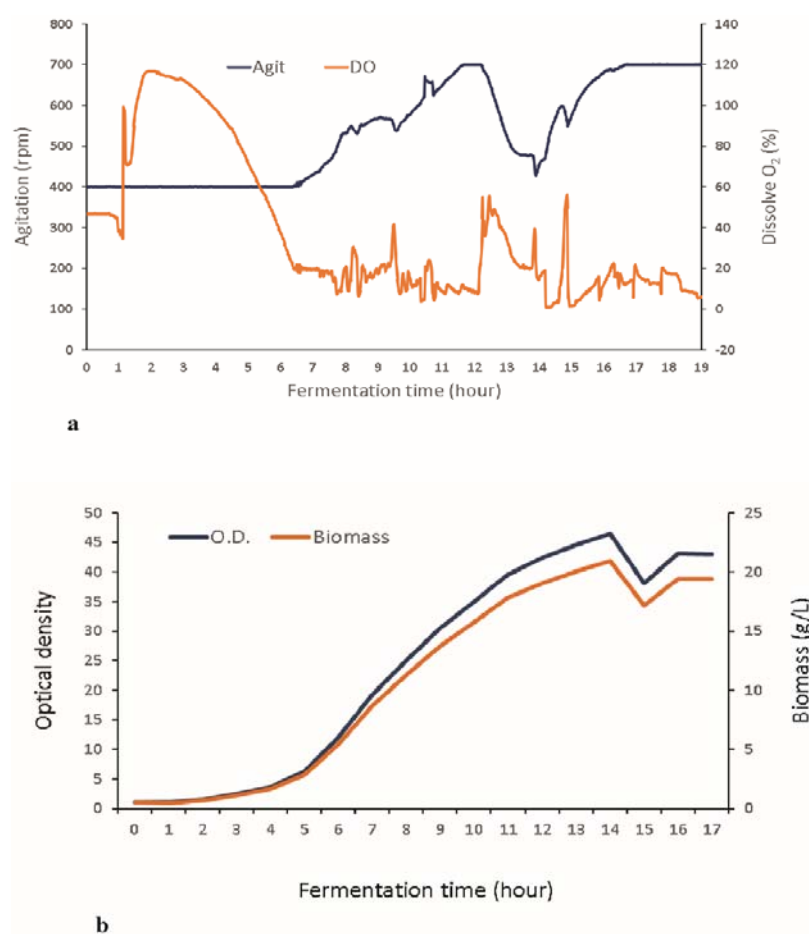 800
700
600
500
400
300
200
100
0
Agitation (rpm)
Agit DO
140
120
100
80
60
40
20
0
-20
Dissolve O₂ (%)
0 1 2 3 4 5 6 7 8 9 10 11 12 13 14 15 16 17 18 19
Fermentation time (hour)
a
50
45
40
35
30
25
20
15
10
5
0
Optical density
O.D. Biomass
25
20
15
10
5
0
Biomass (g/L)
0 1 2 3 4 5 6 7 8 9 10 11 12 13 14 15 16 17
Fermentation time (hour)
b